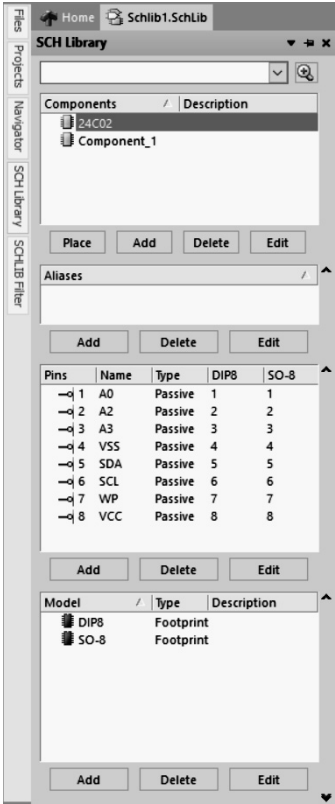 Home Schlib1.SchLib
Files
Projects
Navigator
SCH Library
SCHLIB Filter
SCH Library
Components / Description
24C02
Component_1
Place Add Delete Edit
Aliases /
Add Delete Edit
Pins Name Type DIP8 SO-8
1 A0 Passive 1 1
2 A2 Passive 2 2
3 A3 Passive 3 3
4 VSS Passive 4 4
5 SDA Passive 5 5
6 SCL Passive 6 6
7 WP Passive 7 7
8 VCC Passive 8 8
Add Delete Edit
Model / Type Description
DIP8 Footprint
SO-8 Footprint
Add Delete Edit